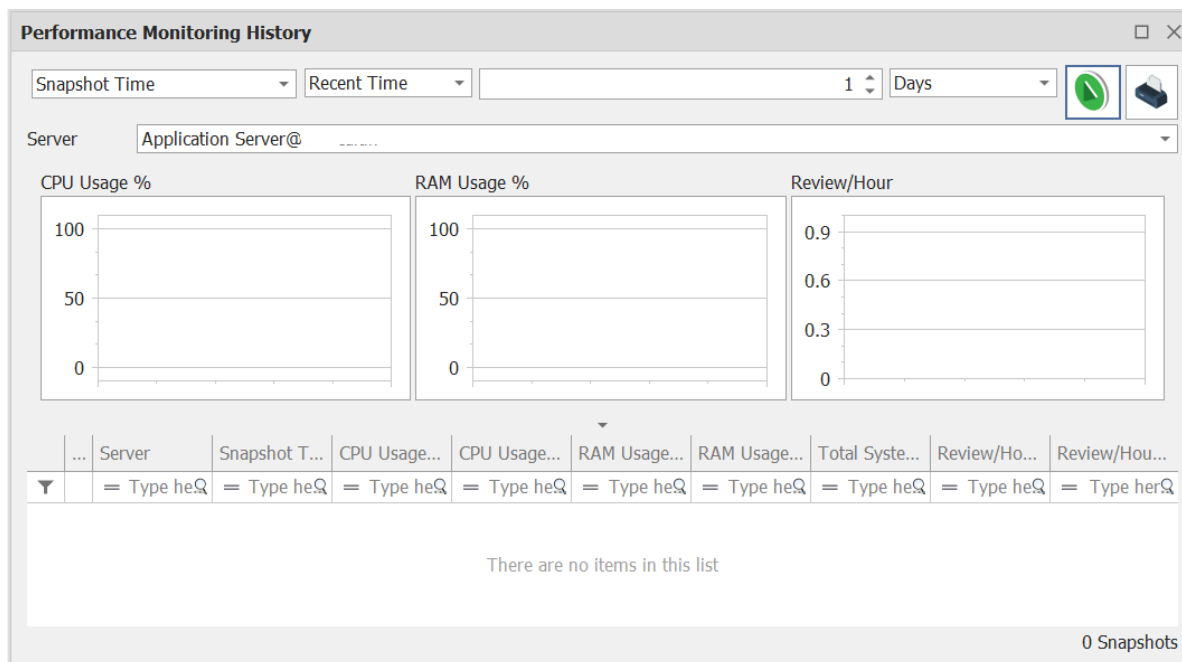 Performance Monitoring History
Snapshot Time Recent Time 1 Days
Server Application Server@
CPU Usage % RAM Usage % Review/Hour
100 100 0.9
50 50 0.6
0 0 0.3
0
... Server Snapshot T... CPU Usage... CPU Usage... RAM Usage... RAM Usage... Total Syste... Review/Ho... Review/Hou...
= Type he = Type he = Type he = Type he = Type he = Type he = Type he = Type he = Type her
There are no items in this list
0 Snapshots